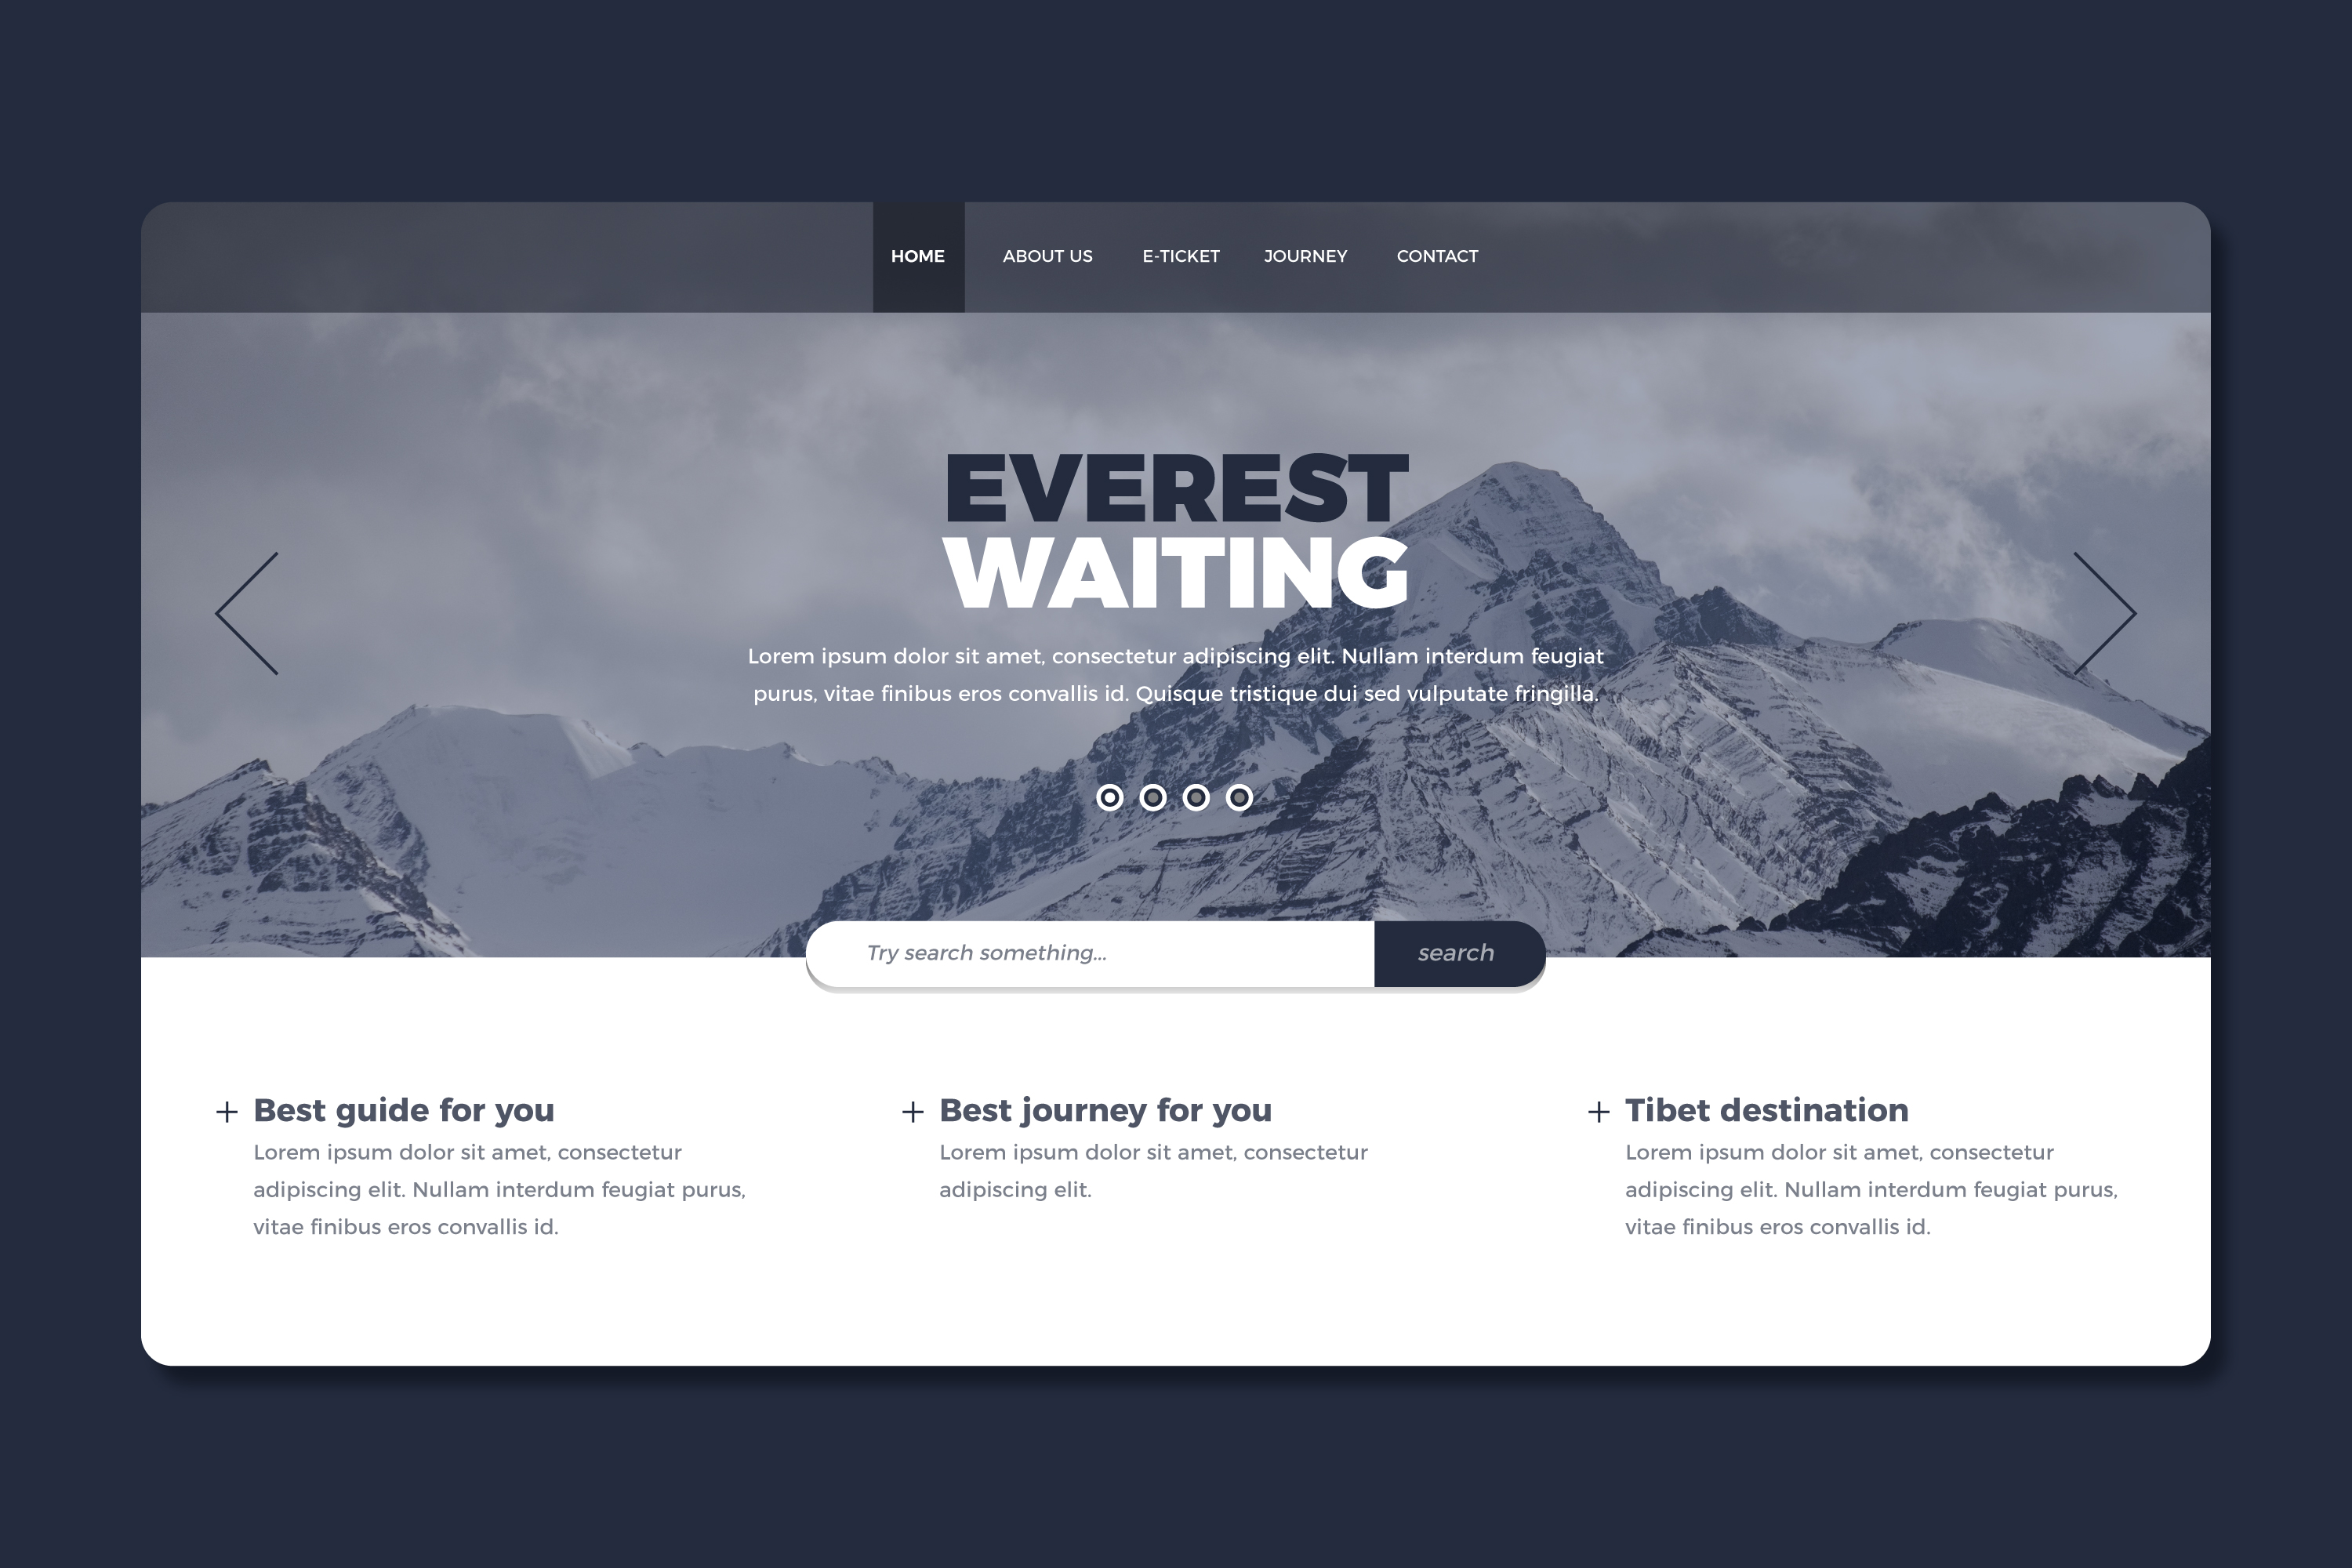 HOME ABOUT US E-TICKET JOURNEY CONTACT
EVEREST
WAITING
Lorem ipsum dolor sit amet, consectetur adipiscing elit. Nullam interdum feugiat
purus, vitae finibus eros convallis id. Quisque tristique dui sed vulputate fringilla.
Try search something... search
Best guide for you
Lorem ipsum dolor sit amet, consectetur
adipiscing elit. Nullam interdum feugiat purus,
vitae finibus eros convallis id.
Best journey for you
Lorem ipsum dolor sit amet, consectetur
adipiscing elit.
Tibet destination
Lorem ipsum dolor sit amet, consectetur
adipiscing elit. Nullam interdum feugiat purus,
vitae finibus eros convallis id.